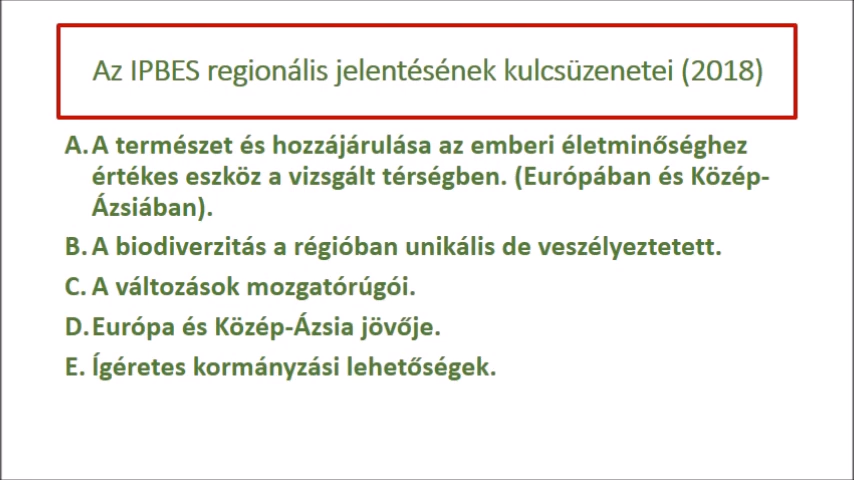 Az IPBES regionális jelentésének kulcsüzenetei (2018)
A. A természet és hozzájárulása az emberi életminőséghez
értékes eszköz a vizsgált térségben. (Európában és Közép-
Ázsiában).
B. A biodiverzitás a régióban unikális de veszélyeztetett.
C. A változások mozgatórúgói.
D. Európa és Közép-Ázsia jövője.
E. Ígéretes kormányzási lehetőségek.